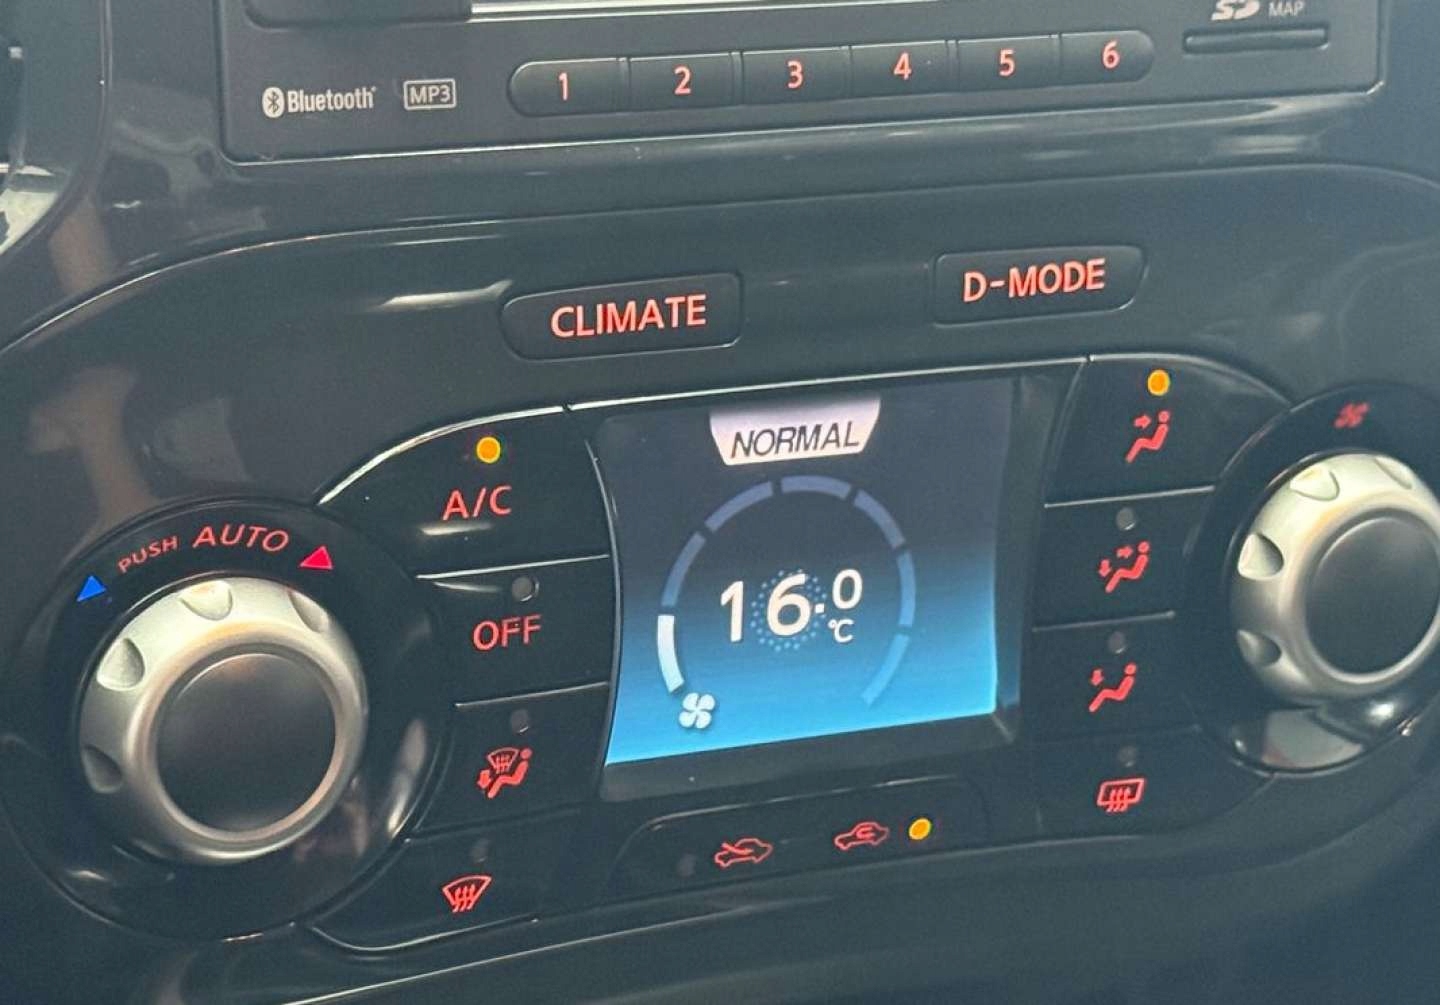 SD MAP
Bluetooth® MP3 1 2 3 4 5 6
CLIMATE D-MODE
NORMAL
A/C
PUSH AUTO
16.0
°C
OFF